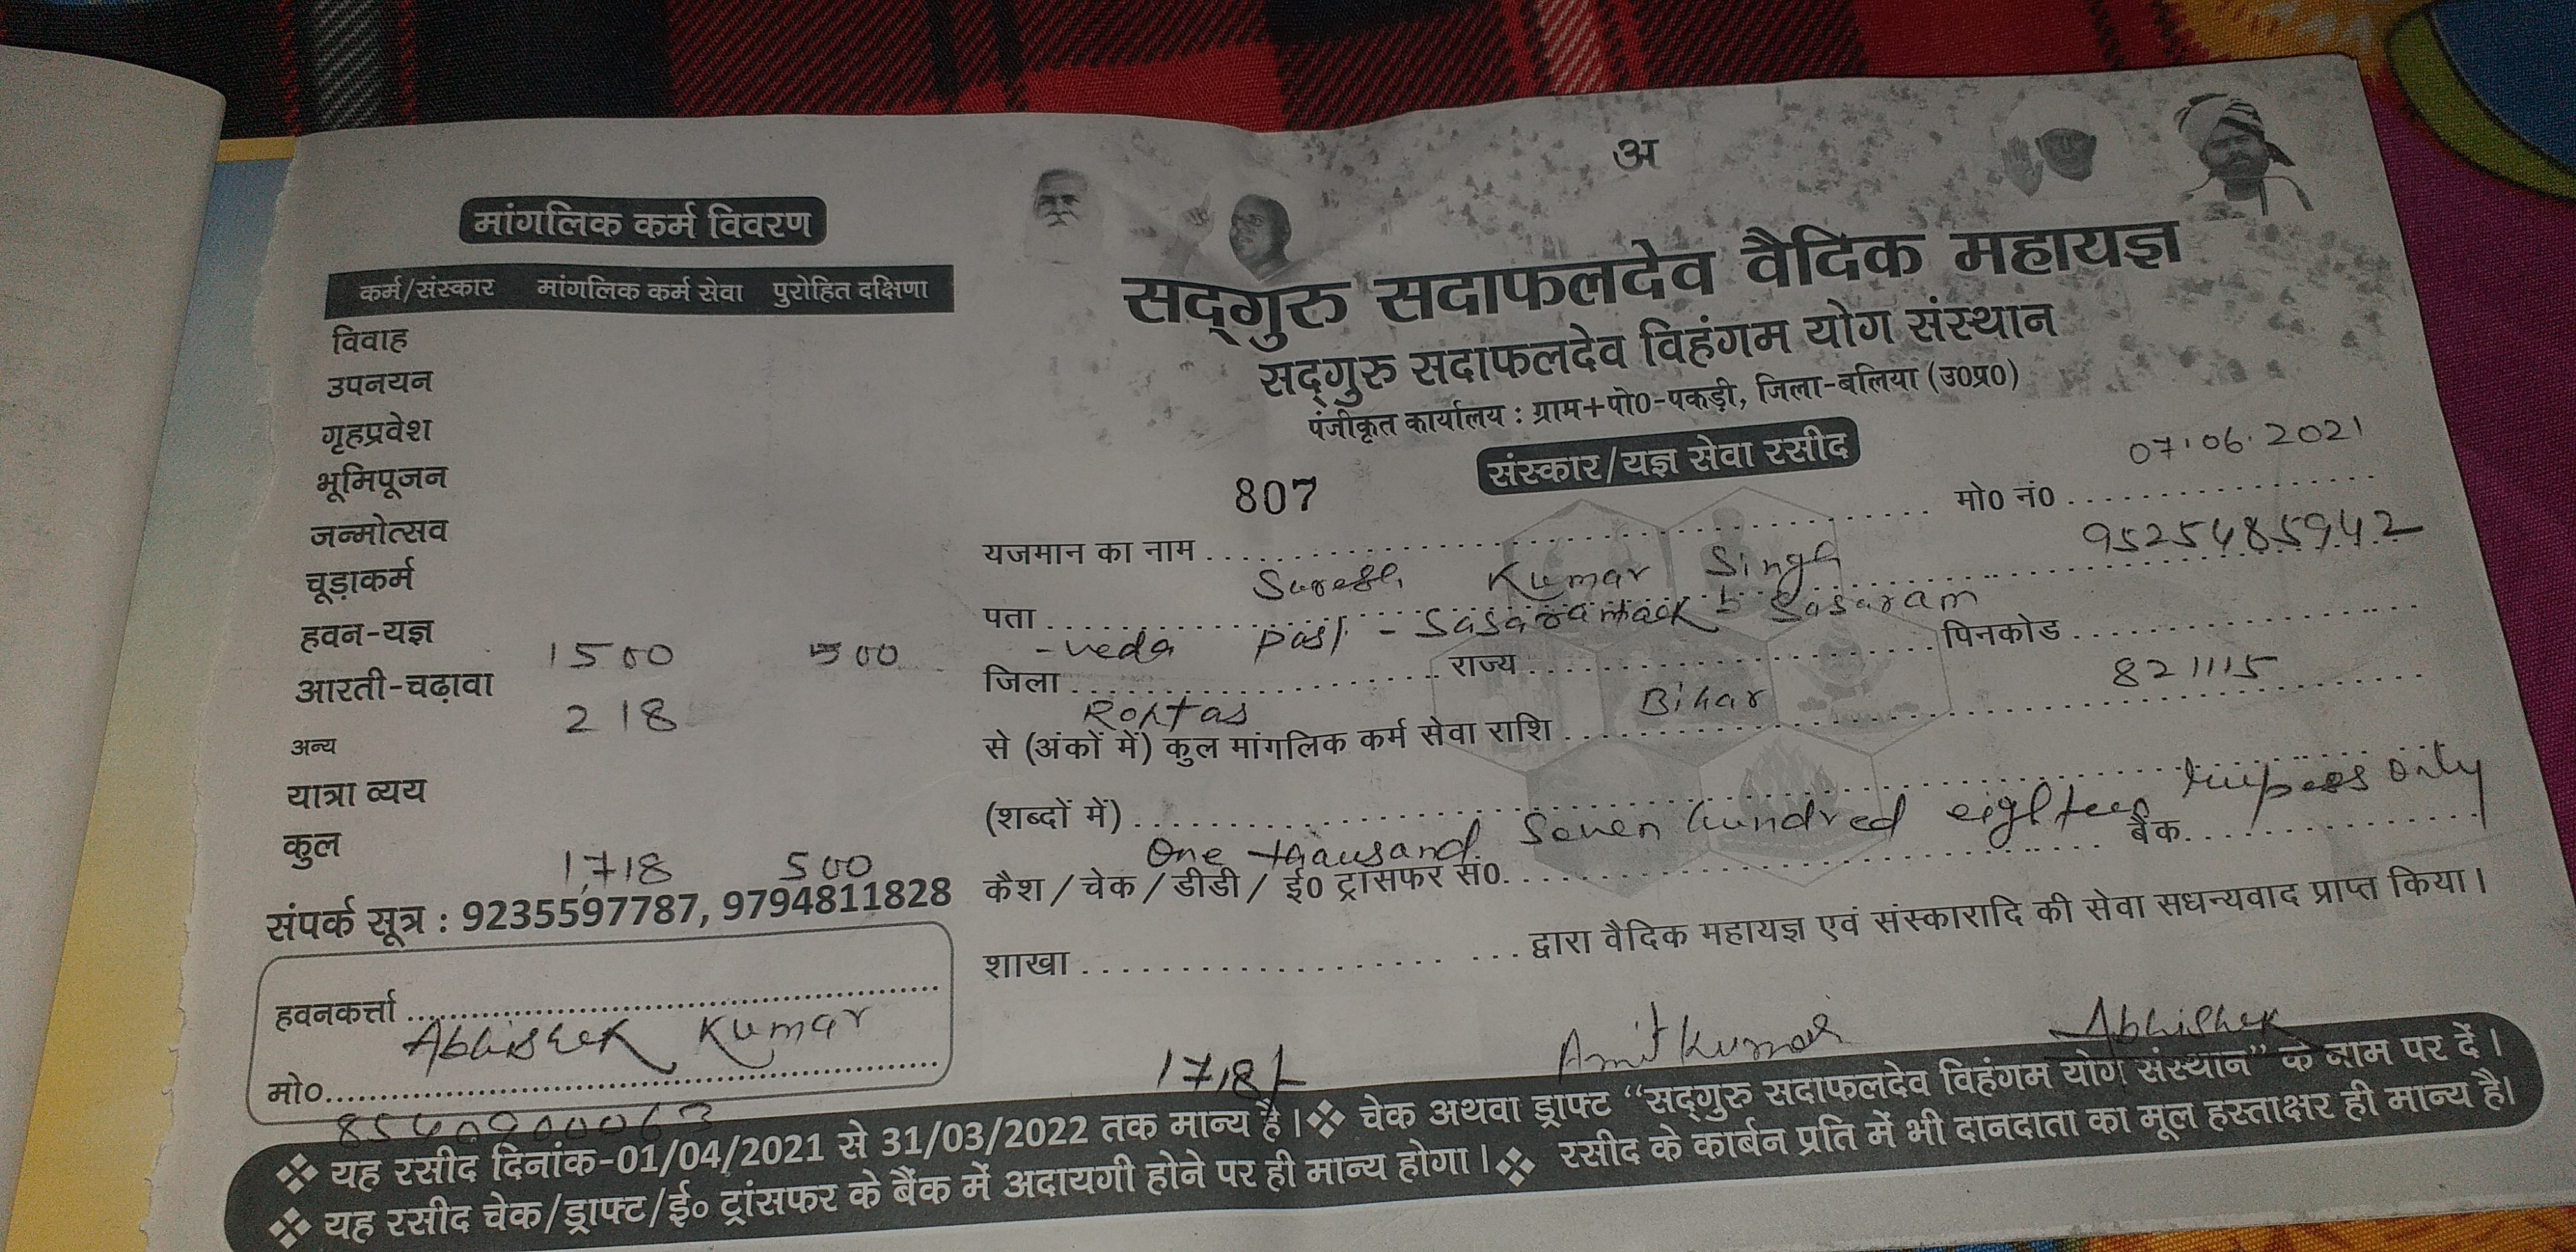 अ
मांगलिक कर्म विवरण
कर्म/संस्कार मांगलिक कर्म सेवा पुरोहित दक्षिणा
विवाह
उपनयन
गृहप्रवेश
भूमिपूजन
जन्मोत्सव
चूड़ाकर्म
हवन-यज्ञ 1500 500
आरती-चढ़ावा 218
अन्य
यात्रा व्यय
कुल 1718 500
संपर्क सूत्र : 9235597787, 9794811828
हवनकर्त्ता Abhishek Kumar
मो०
सद्गुरु सदाफलदेव वैदिक महायज्ञ
सद्गुरु सदाफलदेव विहंगम योग संस्थान
पंजीकृत कार्यालय : ग्राम+पो0-पकड़ी, जिला-बलिया (उ0प्र0)
807 संस्कार/यज्ञ सेवा रसीद 07.06.2021
यजमान का नाम Suresh Kumar Singh मो0 नं0 9525485942
पता -veda post - Sasaram
जिला Rohtas राज्य Bihar पिनकोड 821115
से (अंकों में) कुल मांगलिक कर्म सेवा राशि
(शब्दों में) One thausand Seven hundred eighteen rupees only
कैश / चेक / डीडी / ई0 ट्रांसफर सं0 बैंक
शाखा द्वारा वैदिक महायज्ञ एवं संस्कारादि की सेवा सधन्यवाद प्राप्त किया।
1718/- Amit Kumar Abhishek
❖ यह रसीद दिनांक-01/04/2021 से 31/03/2022 तक मान्य है। ❖ चेक अथवा ड्राफ्ट “सद्गुरु सदाफलदेव विहंगम योग संस्थान” के नाम पर दें।
❖ यह रसीद चेक/ड्राफ्ट/ई० ट्रांसफर के बैंक में अदायगी होने पर ही मान्य होगा। ❖ रसीद के कार्बन प्रति में भी दानदाता का मूल हस्ताक्षर ही मान्य है।